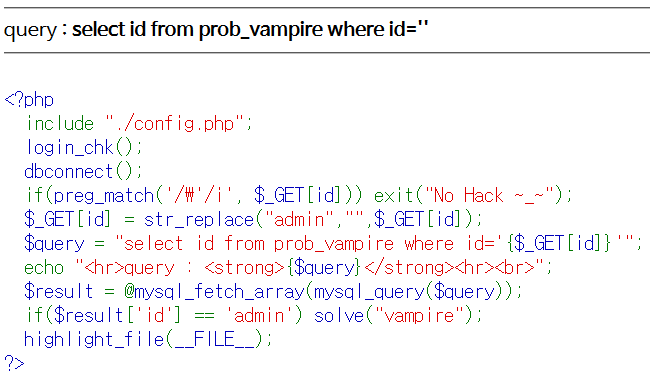 query : select id from prob_vampire where id=''
<?php
include "./config.php";
login_chk();
dbconnect();
if(preg_match('/₩'/i', $_GET[id])) exit("No Hack ~_~");
$_GET[id] = str_replace("admin","",$_GET[id]);
$query = "select id from prob_vampire where id='{$_GET[id]}'";
echo "<hr>query : <strong>{$query}</strong><hr><br>";
$result = @mysql_fetch_array(mysql_query($query));
if($result['id'] == 'admin') solve("vampire");
highlight_file(__FILE__);
?>